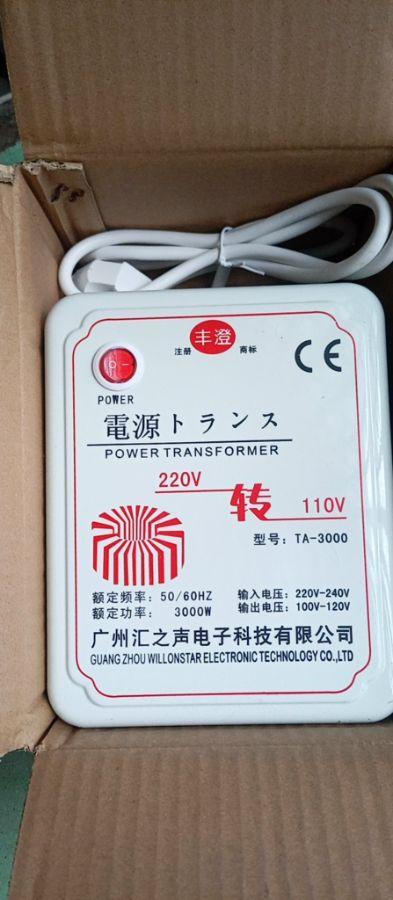 丰澄
注册 商标
CE
POWER
電源トランス
POWER TRANSFORMER
220V 转 110V
型号: TA-3000
额定频率: 50/60HZ 输入电压: 220V-240V
额定功率: 3000W 输出电压: 100V-120V
广州汇之声电子科技有限公司
GUANG ZHOU WILLONSTAR ELECTRONIC TECHNOLOGY CO.,LTD